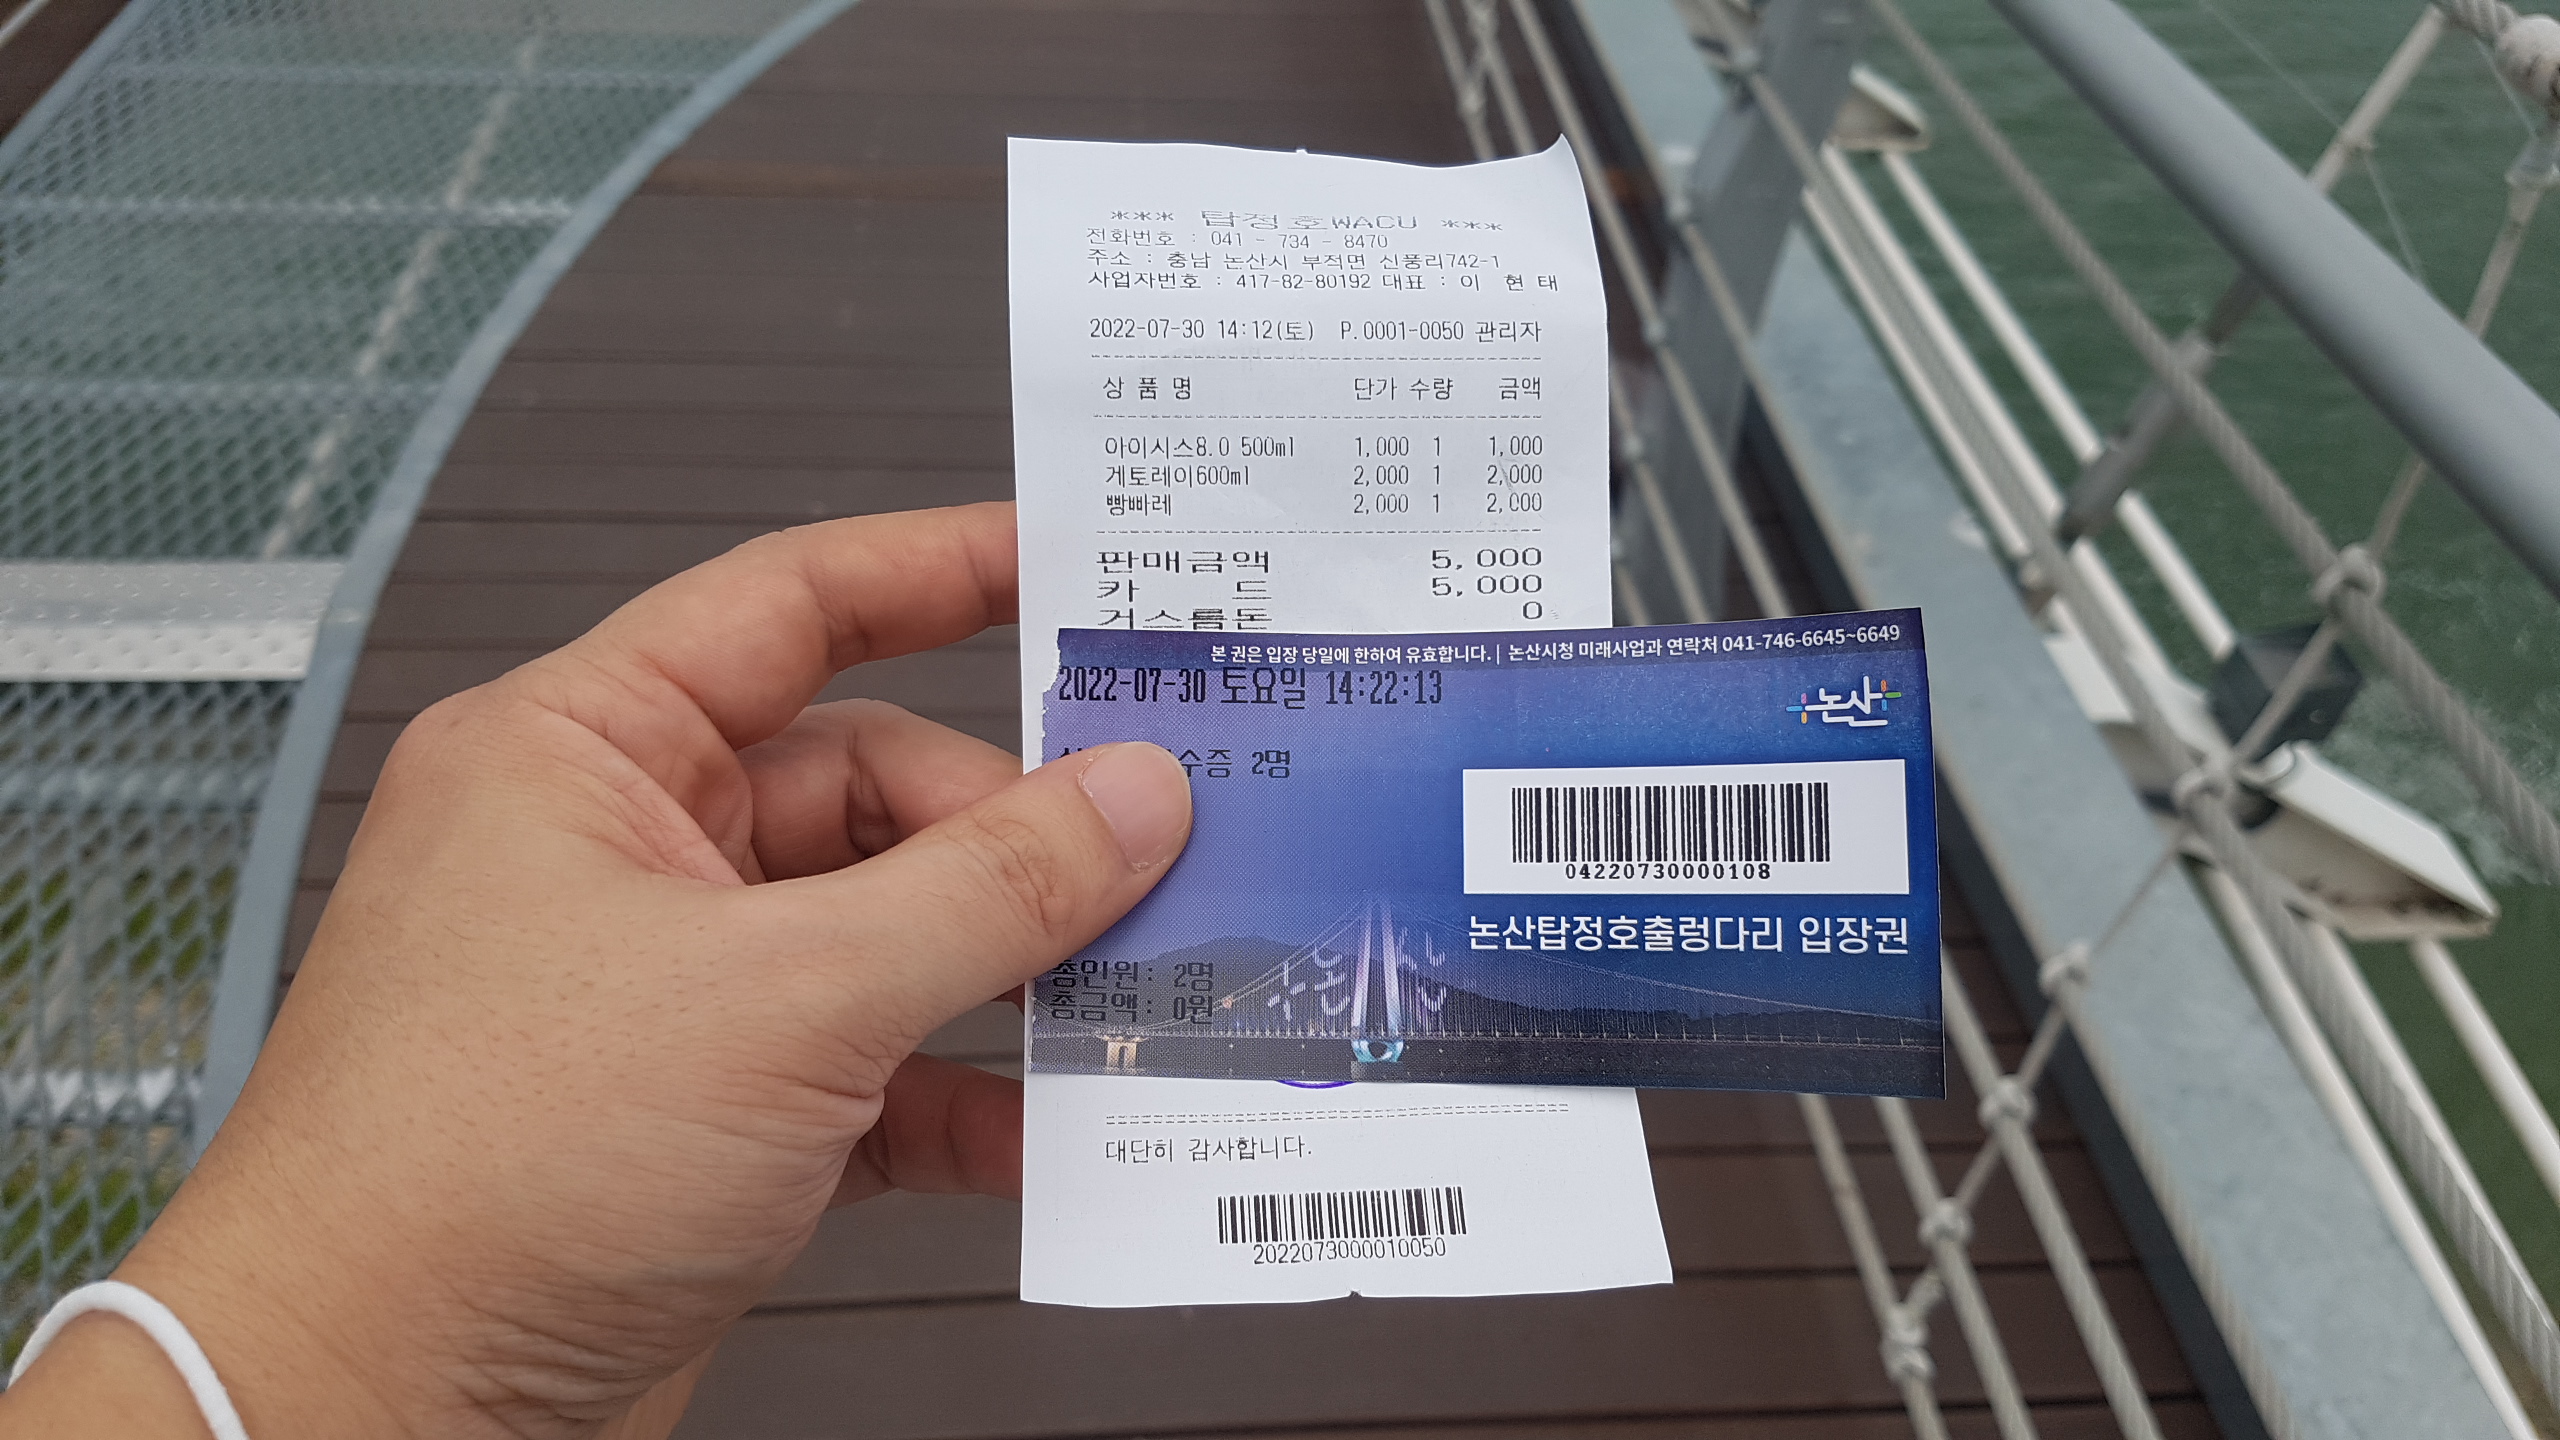 *** 탑정호WACU ***
전화번호 : 041 - 734 - 8470
주소 : 충남 논산시 부적면 신풍리742-1
사업자번호 : 417-82-80192 대표 : 이 현 태
2022-07-30 14:12(토) P.0001-0050 관리자
상 품 명 단가 수량 금액
아이시스8.0 500ml 1,000 1 1,000
게토레이600ml 2,000 1 2,000
빵빠레 2,000 1 2,000
판매금액 5,000
카 드 5,000
거스름돈 0
본 권은 입장 당일에 한하여 유효합니다. | 논산시청 미래사업과 연락처 041-746-6645~6649
2022-07-30 토요일 14:22:13
논산
수증 2명
04220730000108
논산탑정호출렁다리 입장권
총인원: 2명
총금액: 0원
대단히 감사합니다.
2022073000010050